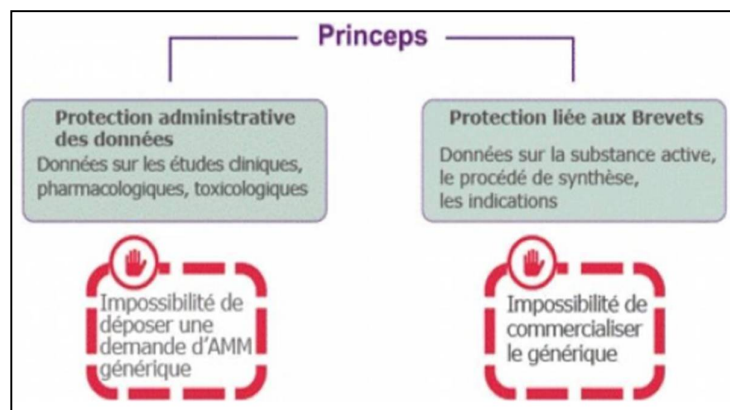 Princeps
Protection administrative
des données
Données sur les études cliniques,
pharmacologiques, toxicologiques
Protection liée aux Brevets
Données sur la substance active,
le procédé de synthèse,
les indications
Impossibilité de
déposer une
demande d'AMM
générique
Impossibilité de
commercialiser
le générique